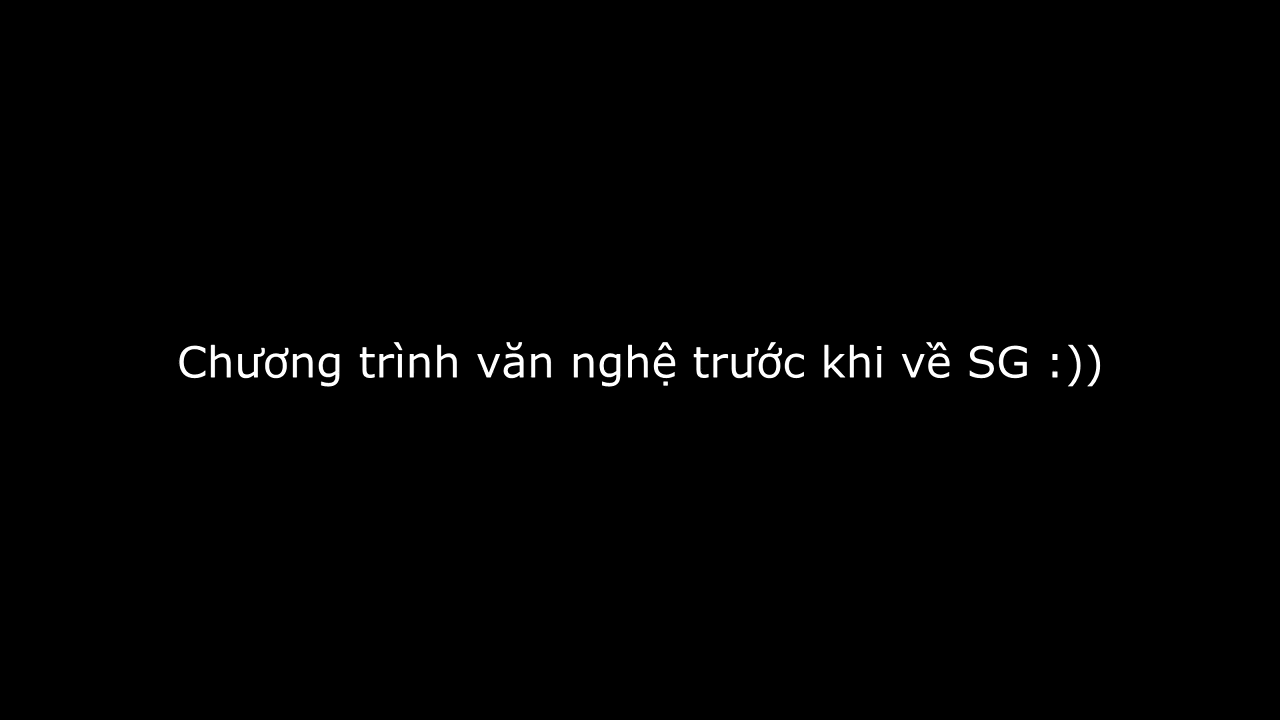 Chương trình văn nghệ trước khi về SG :))